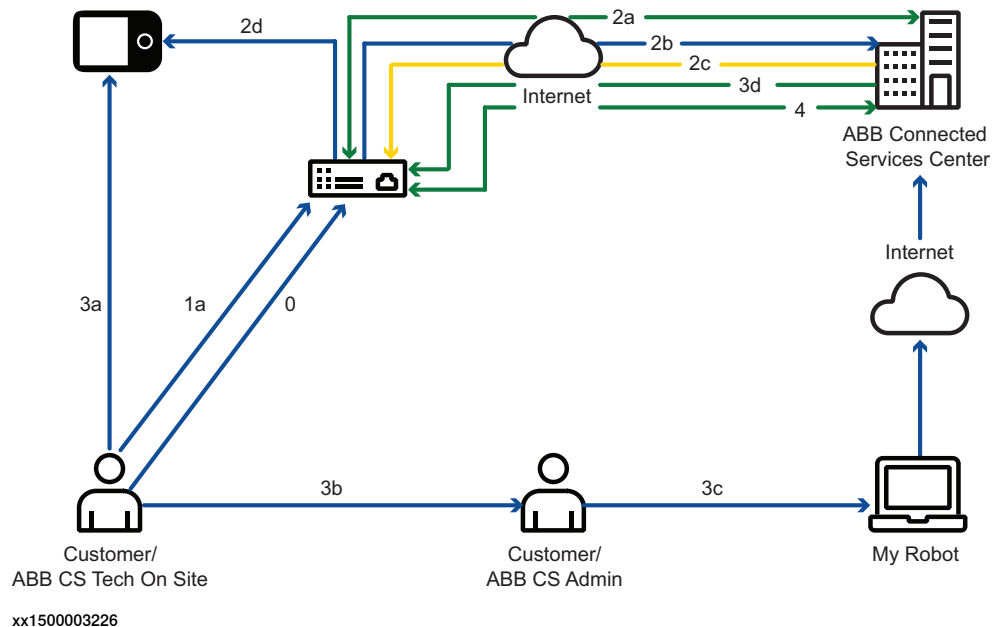 2a
2d
2b
2c
Internet
3d
4
ABB Connected
Services Center
Internet
3a
1a
0
3b
3c
Customer/
ABB CS Tech On Site
Customer/
ABB CS Admin
My Robot
xx1500003226